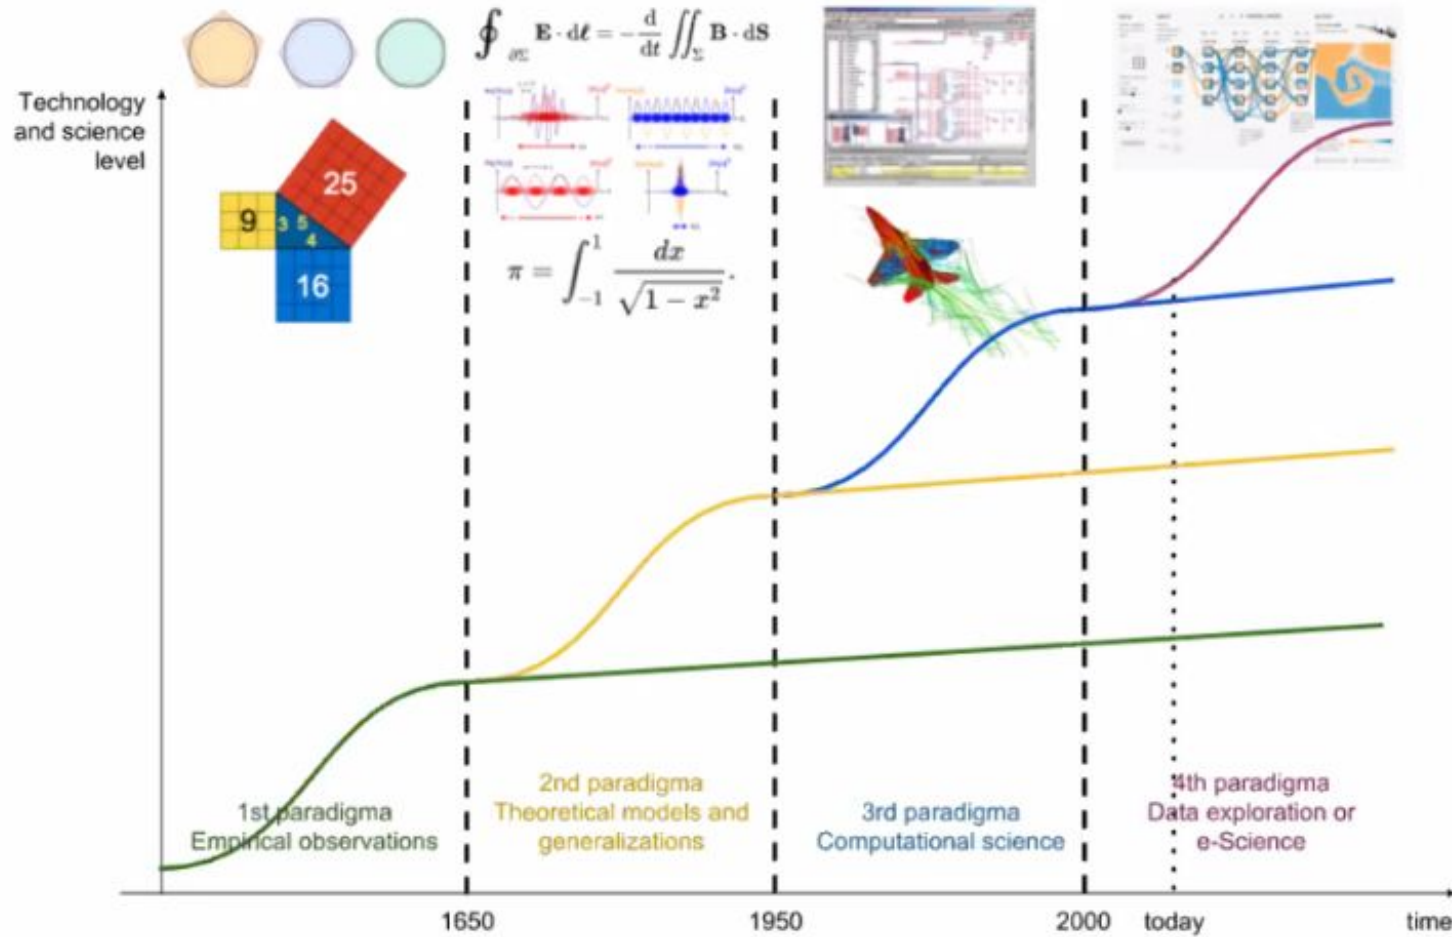 Technology
and science
level
25
9
3 5
4
16
∮∂Σ E · dℓ = − d/dt ∬Σ B · dS
π = ∫₋₁¹ dx/√(1 − x²) .
1st paradigma
Empirical observations
2nd paradigma
Theoretical models and
generalizations
3rd paradigma
Computational science
4th paradigma
Data exploration or
e-Science
1650
1950
2000
today
time